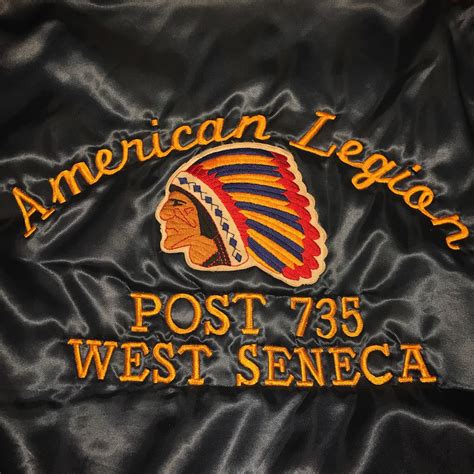 American Legion
POST 735
WEST SENECA